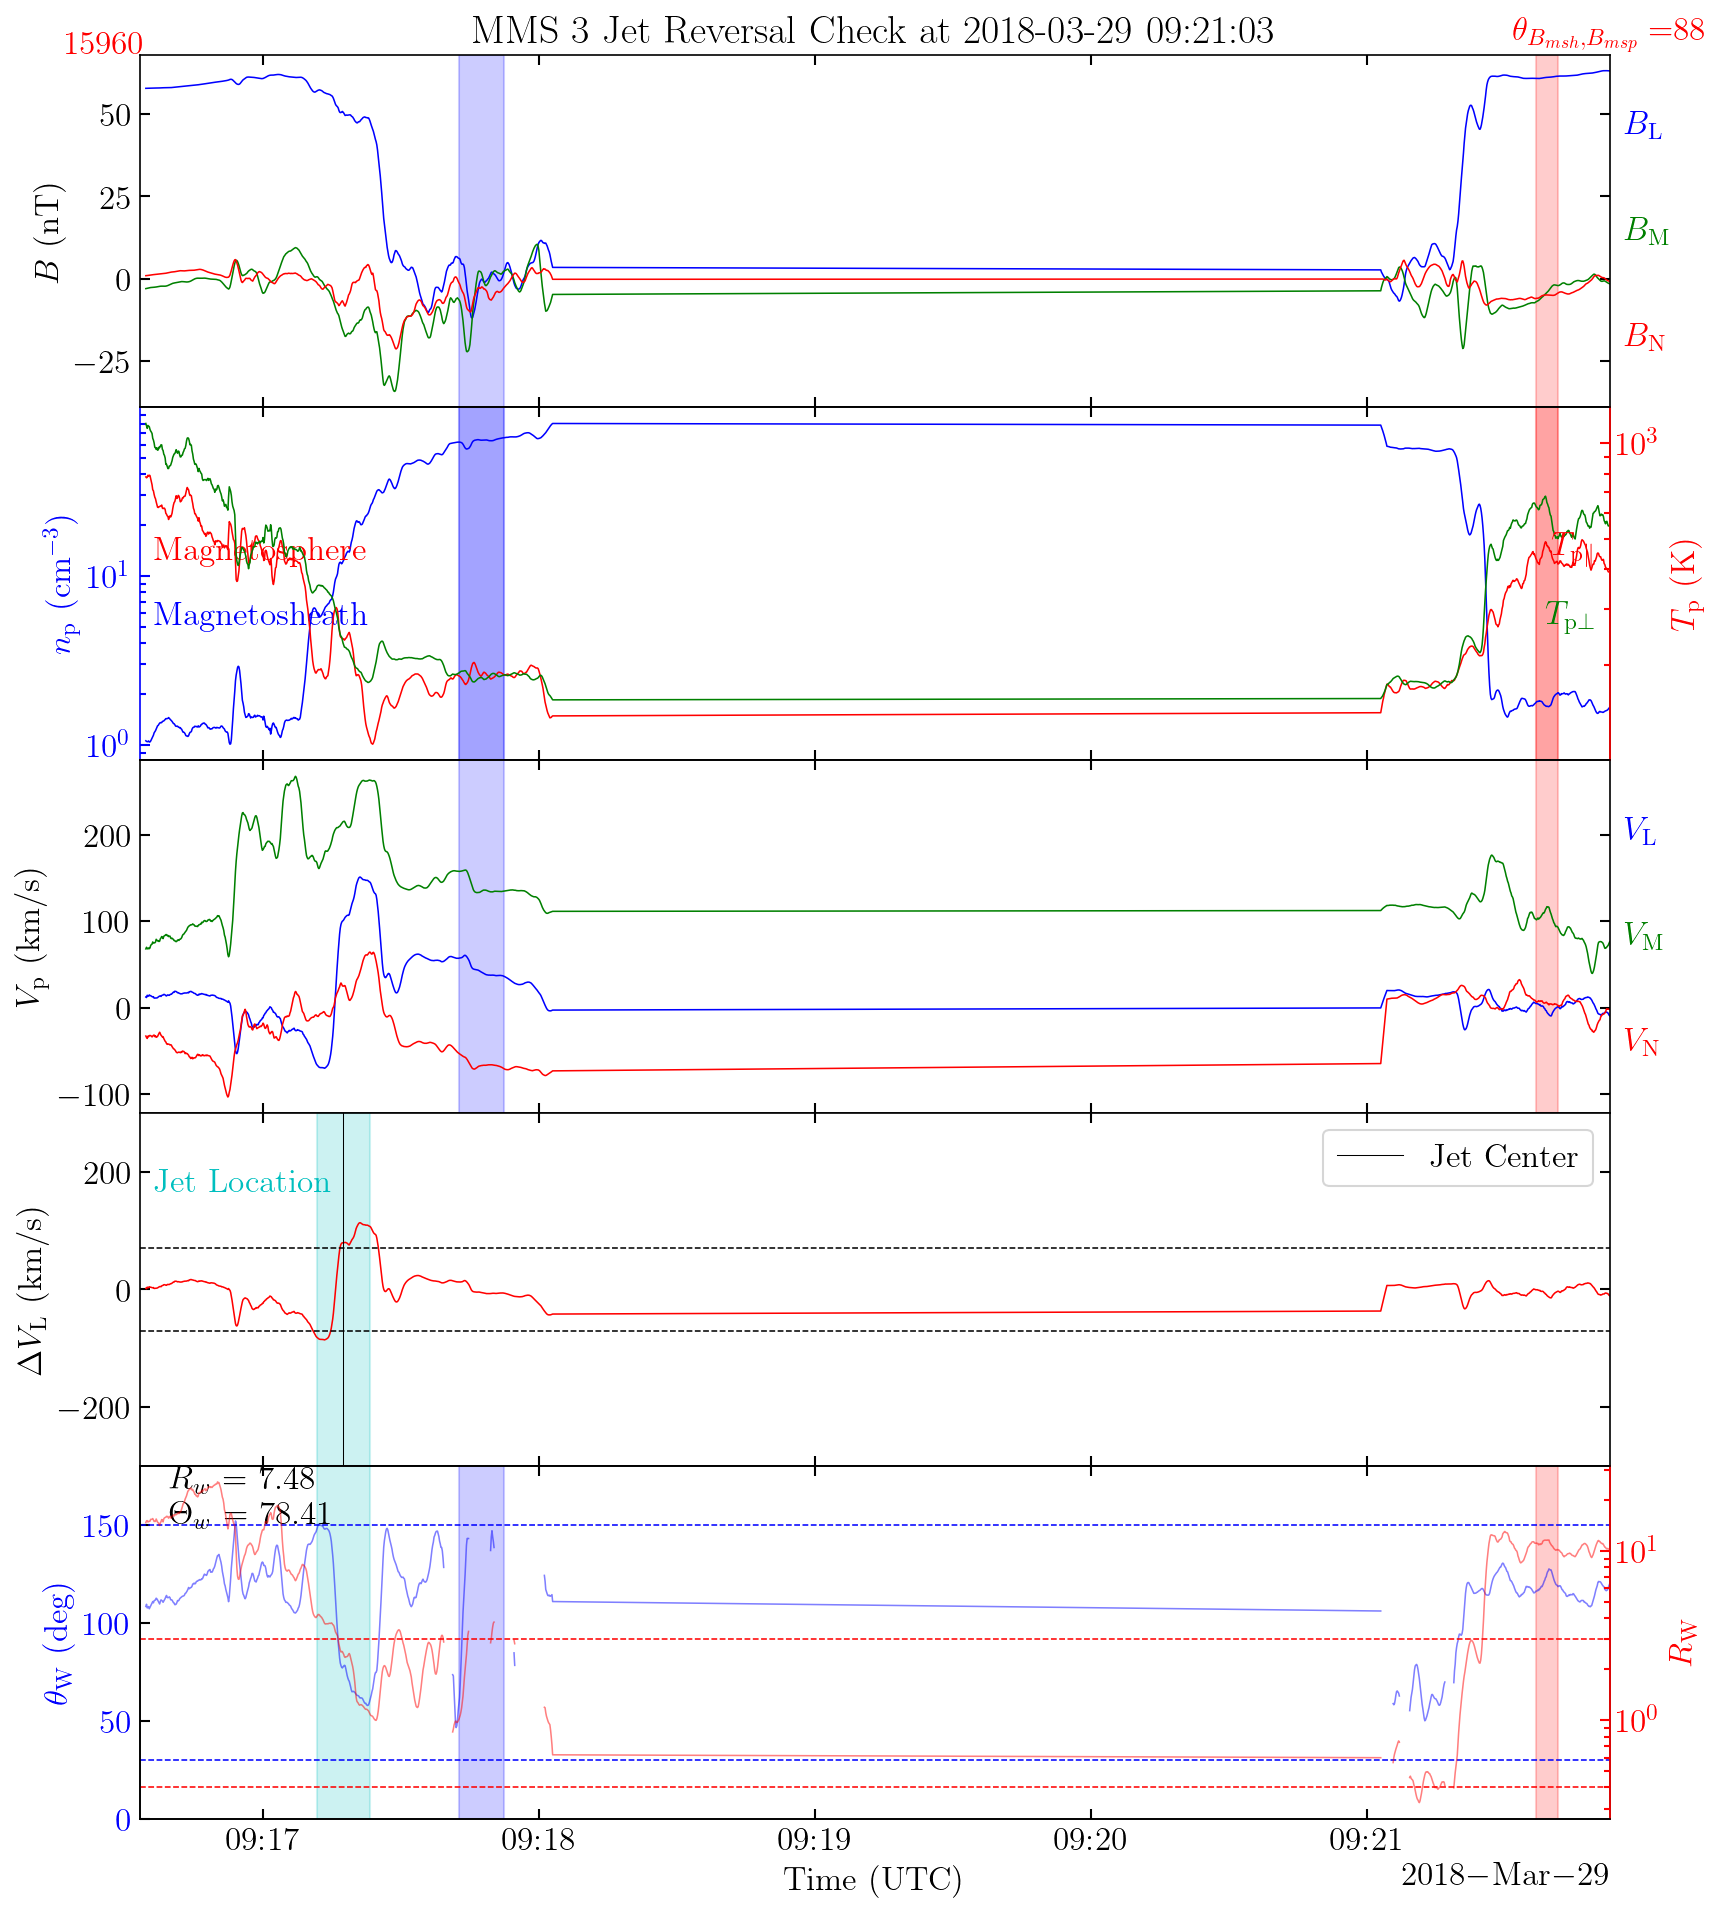 MMS 3 Jet Reversal Check at 2018-03-29 09:21:03
15960
θ_{B_{msh},B_{msp}} =88
50
25
0
−25
B (nT)
B_L
B_M
B_N
10^1
10^0
n_p (cm^{−3})
Magnetosphere
Magnetosheath
10^3
T_{p∥}
T_{p⊥}
T_p (K)
200
100
0
−100
V_p (km/s)
V_L
V_M
V_N
200
0
−200
ΔV_L (km/s)
Jet Location
Jet Center
R_w = 7.48
Θ_w = 78.41
150
100
50
0
θ_W (deg)
10^1
10^0
R_W
09:17 09:18 09:19 09:20 09:21
2018−Mar−29
Time (UTC)